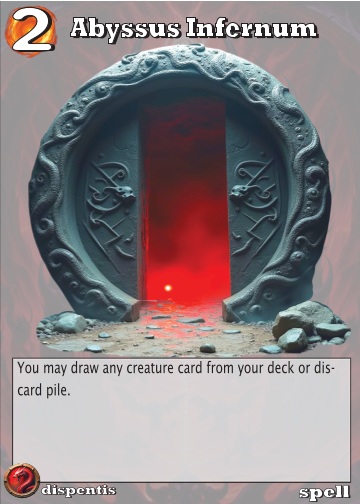 2 Abyssus Infernum
You may draw any creature card from your deck or dis-
card pile.
dispentis spell